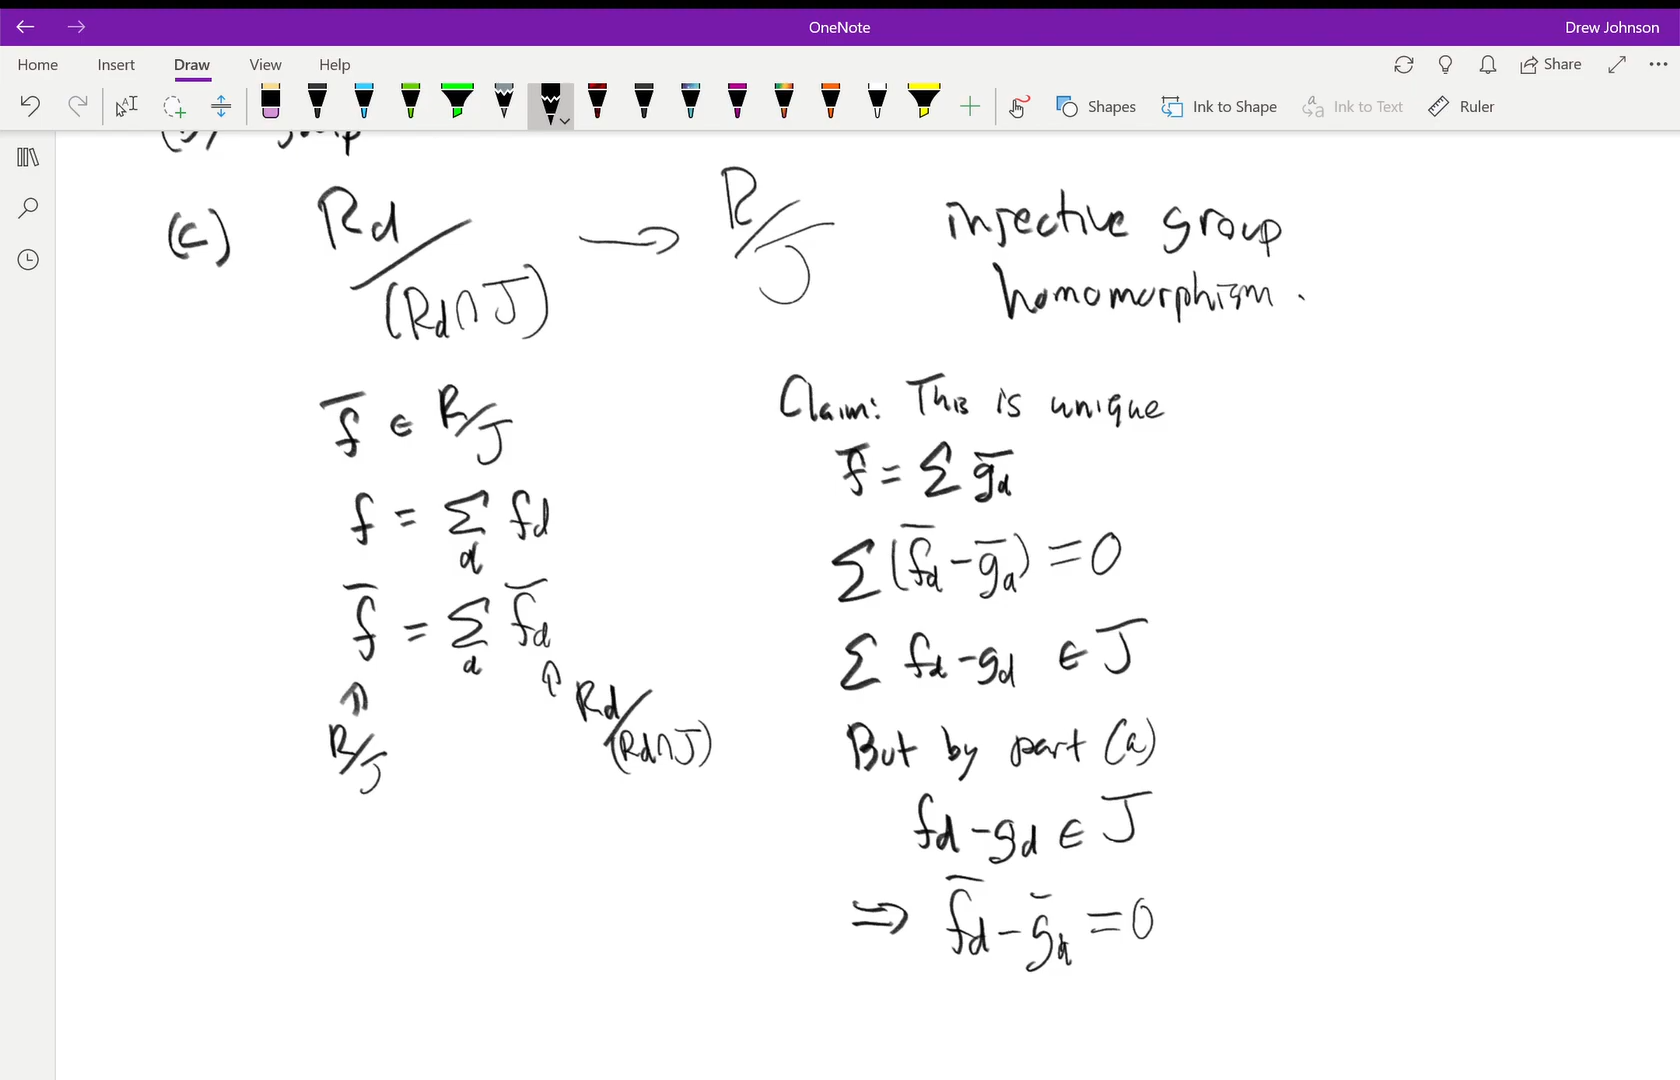 OneNote
Drew Johnson
Home Insert Draw View Help
Share
Shapes Ink to Shape Ink to Text Ruler
(c) Rd/(Rd∩J) → R/J injective group
homomorphism.
f̄ ∈ R/J
f = ∑_d fd
f̄ = ∑_d f̄d
↑ R/J
↑ Rd/(Rd∩J)
Claim: This is unique
f̄ = ∑ ḡd
∑(f̄d - ḡd) = 0
∑ fd - gd ∈ J
But by part (a)
fd - gd ∈ J
⇒ f̄d - ḡd = 0